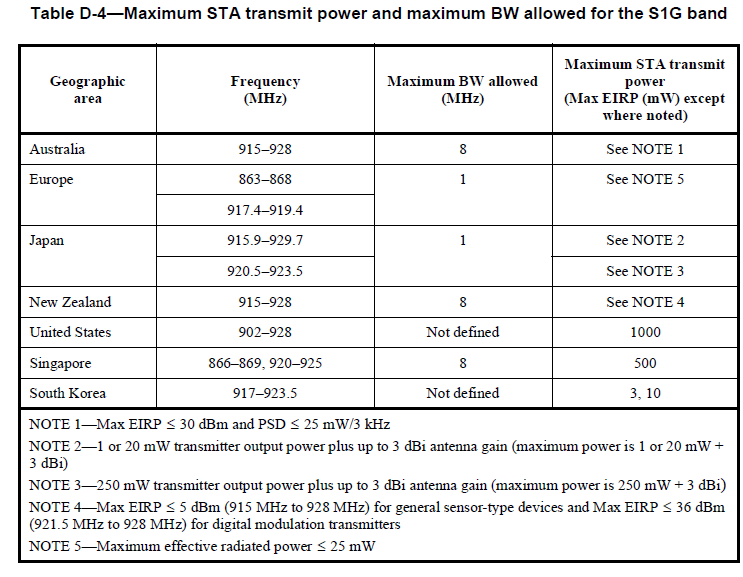 Table D-4—Maximum STA transmit power and maximum BW allowed for the S1G band
Geographic
area
Frequency
(MHz)
Maximum BW allowed
(MHz)
Maximum STA transmit
power
(Max EIRP (mW) except
where noted)
Australia 915–928 8 See NOTE 1
Europe 863–868 1 See NOTE 5
917.4–919.4
Japan 915.9–929.7 1 See NOTE 2
920.5–923.5 See NOTE 3
New Zealand 915–928 8 See NOTE 4
United States 902–928 Not defined 1000
Singapore 866–869, 920–925 8 500
South Korea 917–923.5 Not defined 3, 10
NOTE 1—Max EIRP ≤ 30 dBm and PSD ≤ 25 mW/3 kHz
NOTE 2—1 or 20 mW transmitter output power plus up to 3 dBi antenna gain (maximum power is 1 or 20 mW +
3 dBi)
NOTE 3—250 mW transmitter output power plus up to 3 dBi antenna gain (maximum power is 250 mW + 3 dBi)
NOTE 4—Max EIRP ≤ 5 dBm (915 MHz to 928 MHz) for general sensor-type devices and Max EIRP ≤ 36 dBm
(921.5 MHz to 928 MHz) for digital modulation transmitters
NOTE 5—Maximum effective radiated power ≤ 25 mW